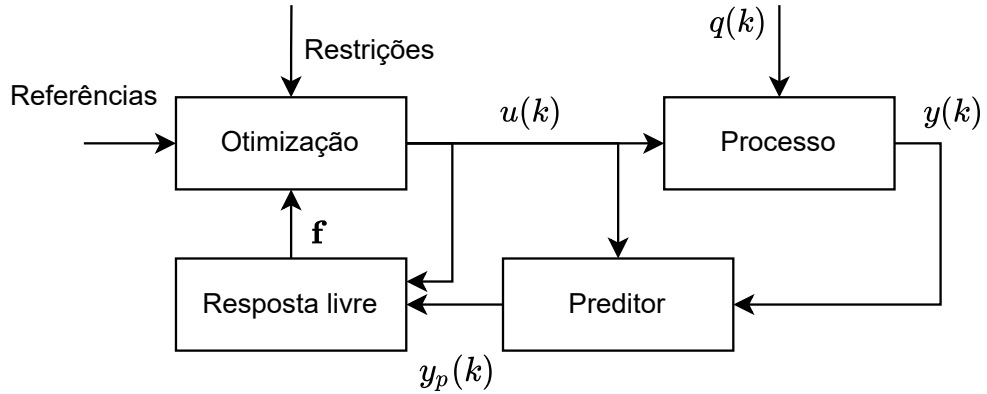 q(k)
Restrições
Referências
u(k)
y(k)
Otimização
Processo
f
Resposta livre
Preditor
y_p(k)